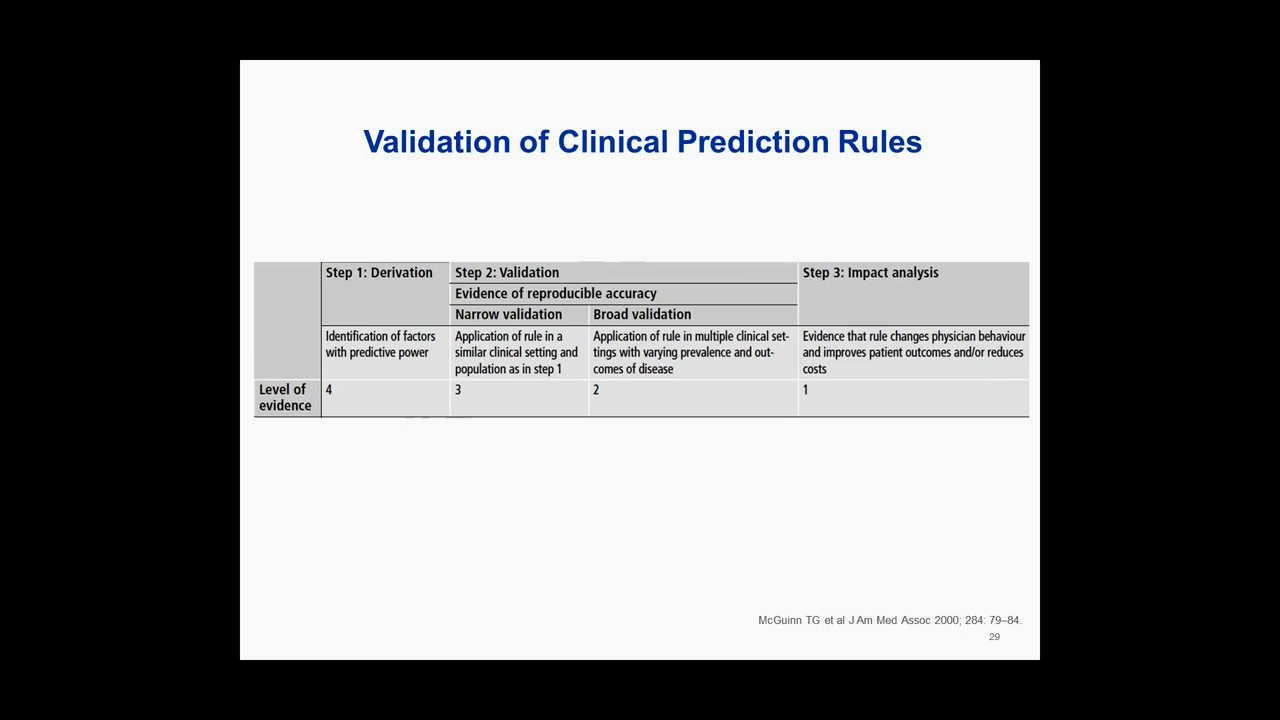 Validation of Clinical Prediction Rules
Step 1: Derivation
Step 2: Validation
Step 3: Impact analysis
Evidence of reproducible accuracy
Narrow validation
Broad validation
Identification of factors
with predictive power
Application of rule in a
similar clinical setting and
population as in step 1
Application of rule in multiple clinical set-
tings with varying prevalence and out-
comes of disease
Evidence that rule changes physician behaviour
and improves patient outcomes and/or reduces
costs
Level of
evidence
4
3
2
1
McGuinn TG et al J Am Med Assoc 2000; 284: 79–84.
29